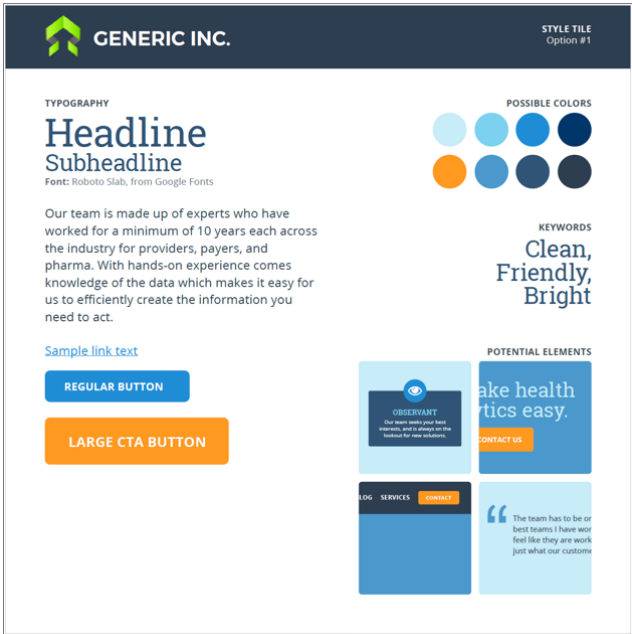 GENERIC INC.
STYLE TILE
Option #1
TYPOGRAPHY
Headline
Subheadline
Font: Roboto Slab, from Google Fonts
Our team is made up of experts who have
worked for a minimum of 10 years each across
the industry for providers, payers, and
pharma. With hands-on experience comes
knowledge of the data which makes it easy for
us to efficiently create the information you
need to act.
Sample link text
REGULAR BUTTON
LARGE CTA BUTTON
POSSIBLE COLORS
KEYWORDS
Clean,
Friendly,
Bright
POTENTIAL ELEMENTS
OBSERVANT
Our team seeks your best
interests, and is always on the
lookout for new solutions.
ake health
ytics easy.
CONTACT US
LOG SERVICES CONTACT
“
The team has to be or
best teams I have wor
feel like they are work
just what our custome